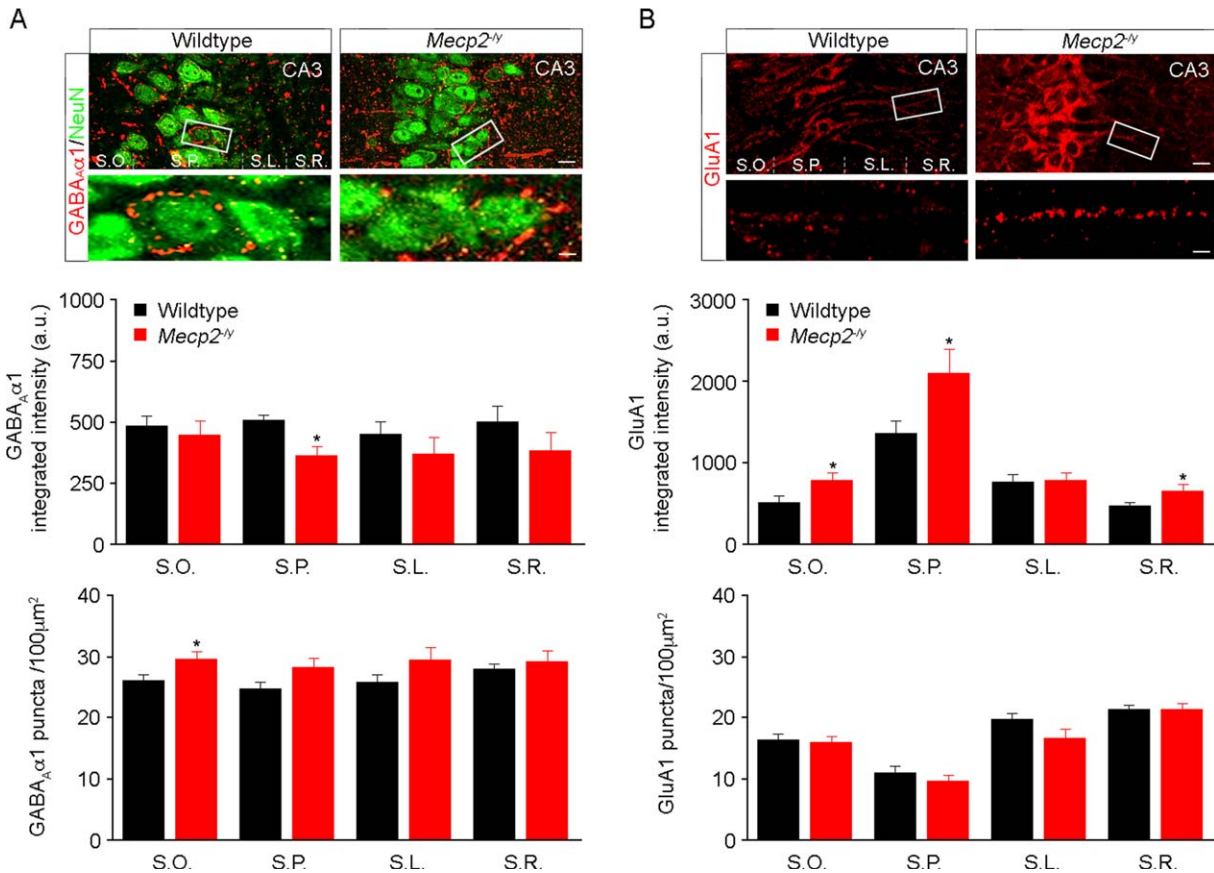 A
Wildtype
Mecp2-/y
GABAAα1/NeuN
CA3
CA3
S.O. S.P. S.L. S.R.
GABAAα1
integrated intensity (a.u.)
1000
750
500
250
0
Wildtype
Mecp2-/y
*
S.O. S.P. S.L. S.R.
GABAAα1 puncta /100μm²
40
30
20
10
0
*
S.O. S.P. S.L. S.R.
B
Wildtype
Mecp2-/y
GluA1
CA3
CA3
S.O. S.P. S.L. S.R.
GluA1
integrated intensity (a.u.)
3000
2000
1000
0
Wildtype
Mecp2-/y
* * *
S.O. S.P. S.L. S.R.
GluA1 puncta/100μm²
40
30
20
10
0
S.O. S.P. S.L. S.R.